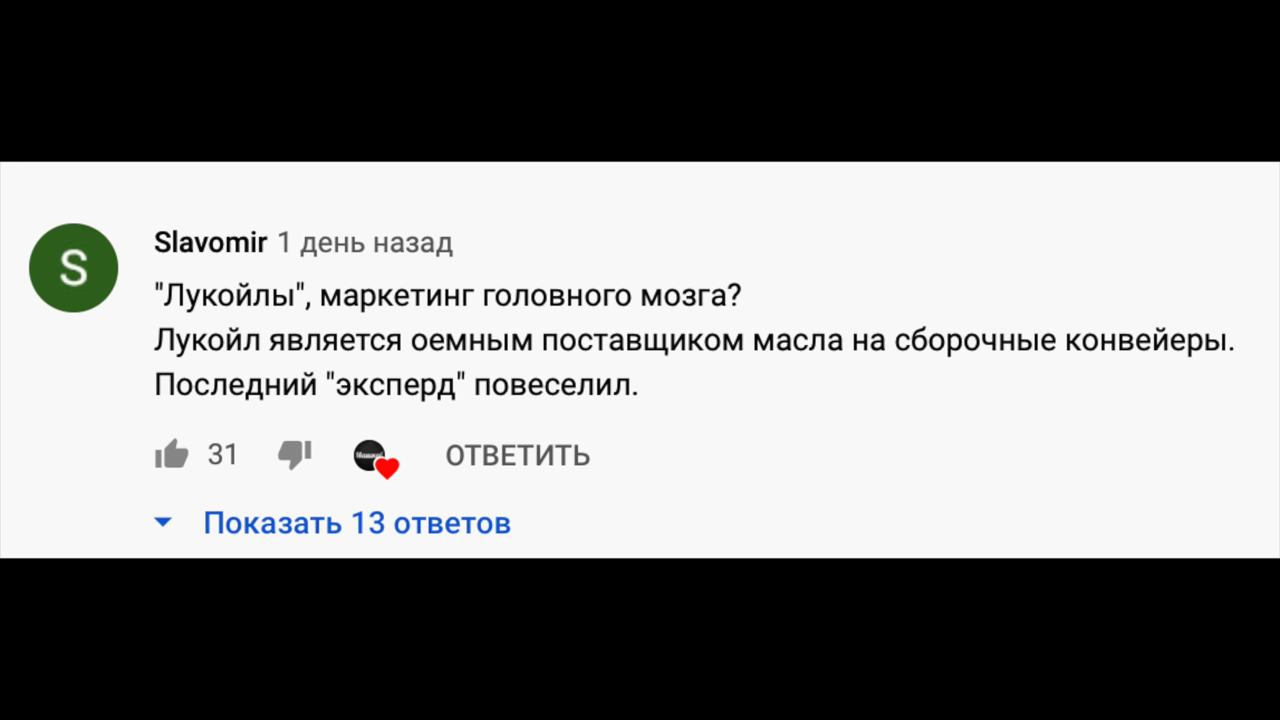 S
Slavomir 1 день назад
"Лукойлы", маркетинг головного мозга?
Лукойл является оемным поставщиком масла на сборочные конвейеры.
Последний "эксперд" повеселил.
31 ОТВЕТИТЬ
Показать 13 ответов